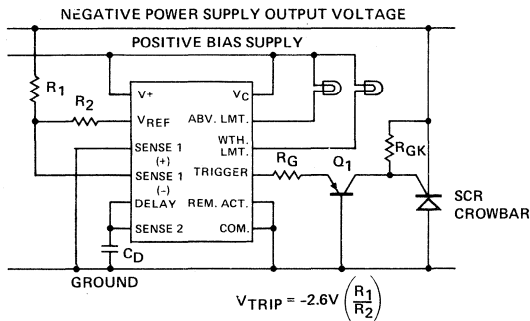 NEGATIVE POWER SUPPLY OUTPUT VOLTAGE
POSITIVE BIAS SUPPLY
R1
R2
V+
VC
VREF
ABV. LMT.
SENSE 1
(+)
WTH.
LMT.
SENSE 1
(-)
TRIGGER
RG
Q1
RGK
DELAY
REM. ACT.
SENSE 2
COM.
SCR
CROWBAR
CD
GROUND
VTRIP = -2.6V (R1/R2)